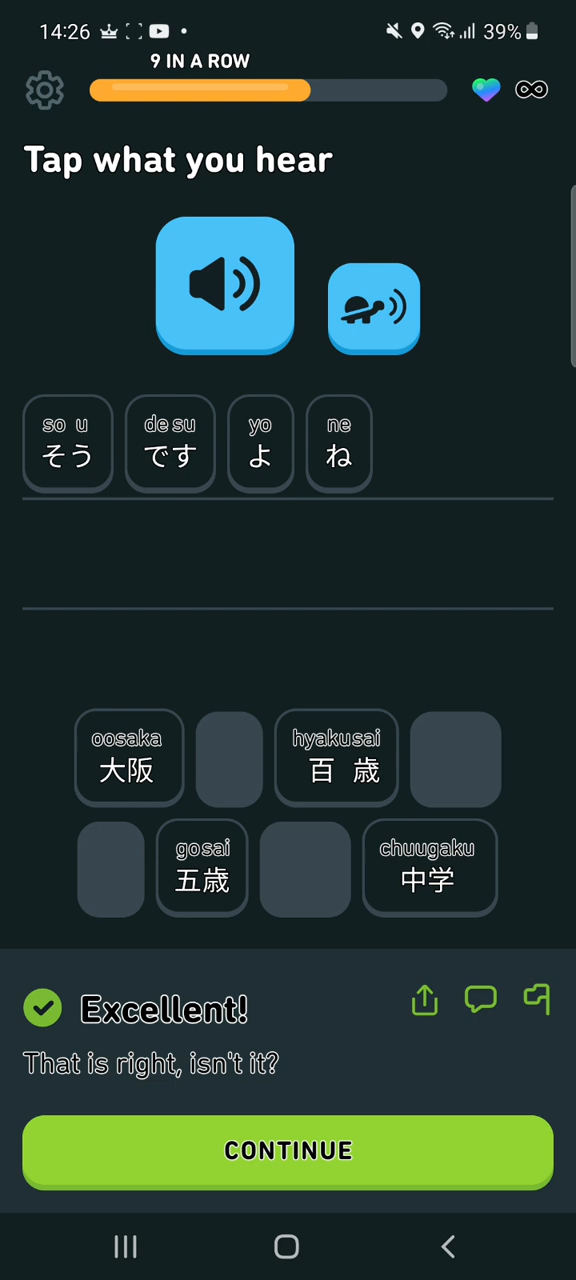 14:26 39%
9 IN A ROW
Tap what you hear
so u desu yo ne
そう です よ ね
oosaka hyakusai
大阪 百 歳
gosai chuugaku
五歳 中学
Excellent!
That is right, isn't it?
CONTINUE